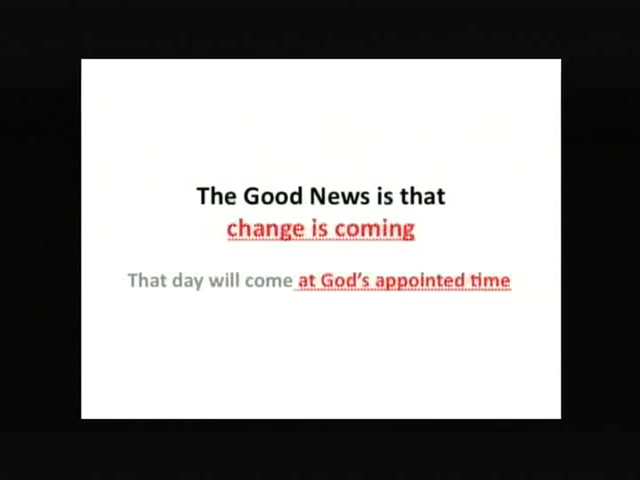 The Good News is that
change is coming
That day will come at God's appointed time